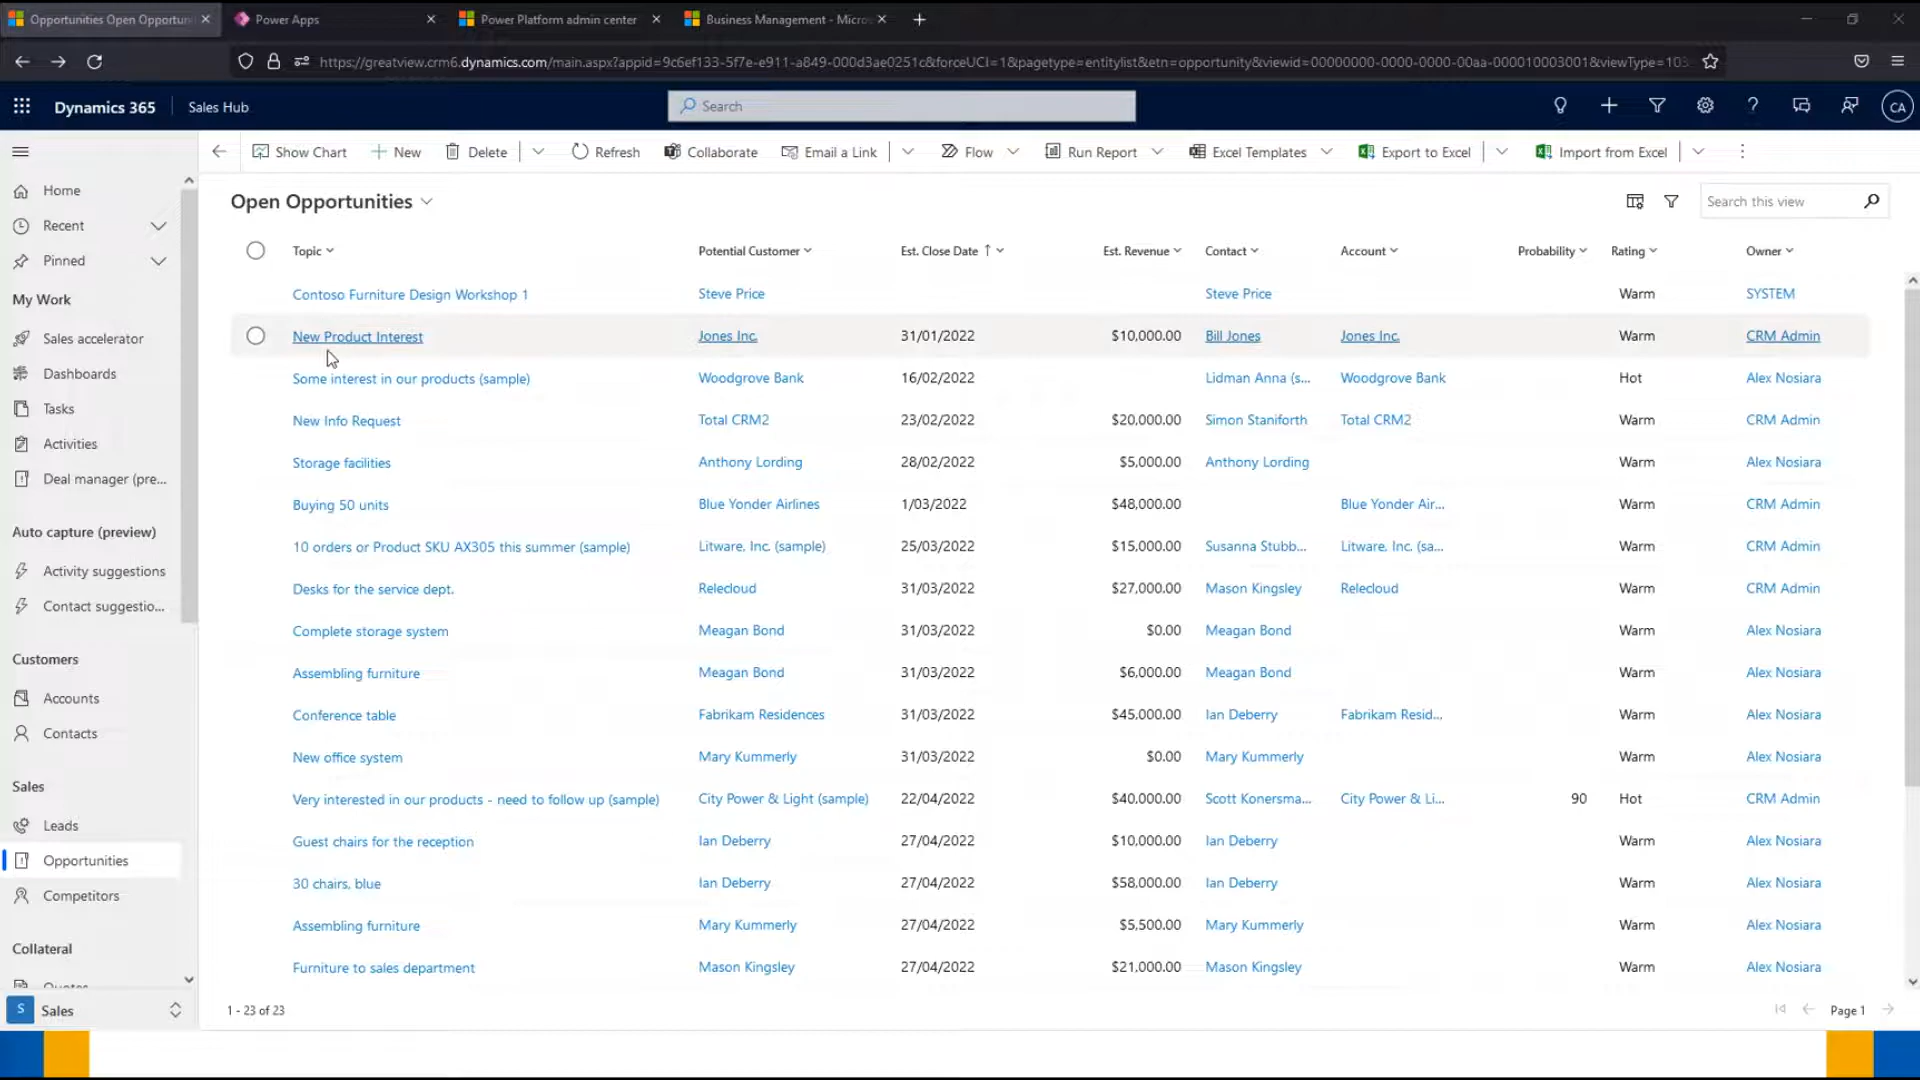 Opportunities Open Opportuni
Power Apps
Power Platform admin center
Business Management - Micro
https://greatview.crm6.dynamics.com/main.aspx?appid=9c6ef133-5f7e-e911-a849-000d3ae0251c&forceUCI=1&pagetype=entitylist&etn=opportunity&viewid=00000000-0000-0000-00aa-000010003001&viewType=103
Dynamics 365
Sales Hub
Search
CA
Show Chart
New
Delete
Refresh
Collaborate
Email a Link
Flow
Run Report
Excel Templates
Export to Excel
Import from Excel
Home
Recent
Pinned
My Work
Sales accelerator
Dashboards
Tasks
Activities
Deal manager (pre...
Auto capture (preview)
Activity suggestions
Contact suggestio...
Customers
Accounts
Contacts
Sales
Leads
Opportunities
Competitors
Collateral
Quotes
S Sales
Open Opportunities
Search this view
Topic Potential Customer Est. Close Date ↑ Est. Revenue Contact Account Probability Rating Owner
Contoso Furniture Design Workshop 1 Steve Price Steve Price Warm SYSTEM
New Product Interest Jones Inc. 31/01/2022 $10,000.00 Bill Jones Jones Inc. Warm CRM Admin
Some interest in our products (sample) Woodgrove Bank 16/02/2022 Lidman Anna (s... Woodgrove Bank Hot Alex Nosiara
New Info Request Total CRM2 23/02/2022 $20,000.00 Simon Staniforth Total CRM2 Warm CRM Admin
Storage facilities Anthony Lording 28/02/2022 $5,000.00 Anthony Lording Warm Alex Nosiara
Buying 50 units Blue Yonder Airlines 1/03/2022 $48,000.00 Blue Yonder Air... Warm CRM Admin
10 orders or Product SKU AX305 this summer (sample) Litware, Inc. (sample) 25/03/2022 $15,000.00 Susanna Stubb... Litware, Inc. (sa... Warm CRM Admin
Desks for the service dept. Relecloud 31/03/2022 $27,000.00 Mason Kingsley Relecloud Warm CRM Admin
Complete storage system Meagan Bond 31/03/2022 $0.00 Meagan Bond Warm Alex Nosiara
Assembling furniture Meagan Bond 31/03/2022 $6,000.00 Meagan Bond Warm Alex Nosiara
Conference table Fabrikam Residences 31/03/2022 $45,000.00 Ian Deberry Fabrikam Resid... Warm Alex Nosiara
New office system Mary Kummerly 31/03/2022 $0.00 Mary Kummerly Warm Alex Nosiara
Very interested in our products - need to follow up (sample) City Power & Light (sample) 22/04/2022 $40,000.00 Scott Konersma... City Power & Li... 90 Hot CRM Admin
Guest chairs for the reception Ian Deberry 27/04/2022 $10,000.00 Ian Deberry Warm Alex Nosiara
30 chairs, blue Ian Deberry 27/04/2022 $58,000.00 Ian Deberry Warm Alex Nosiara
Assembling furniture Mary Kummerly 27/04/2022 $5,500.00 Mary Kummerly Warm Alex Nosiara
Furniture to sales department Mason Kingsley 27/04/2022 $21,000.00 Mason Kingsley Warm Alex Nosiara
1 - 23 of 23
Page 1